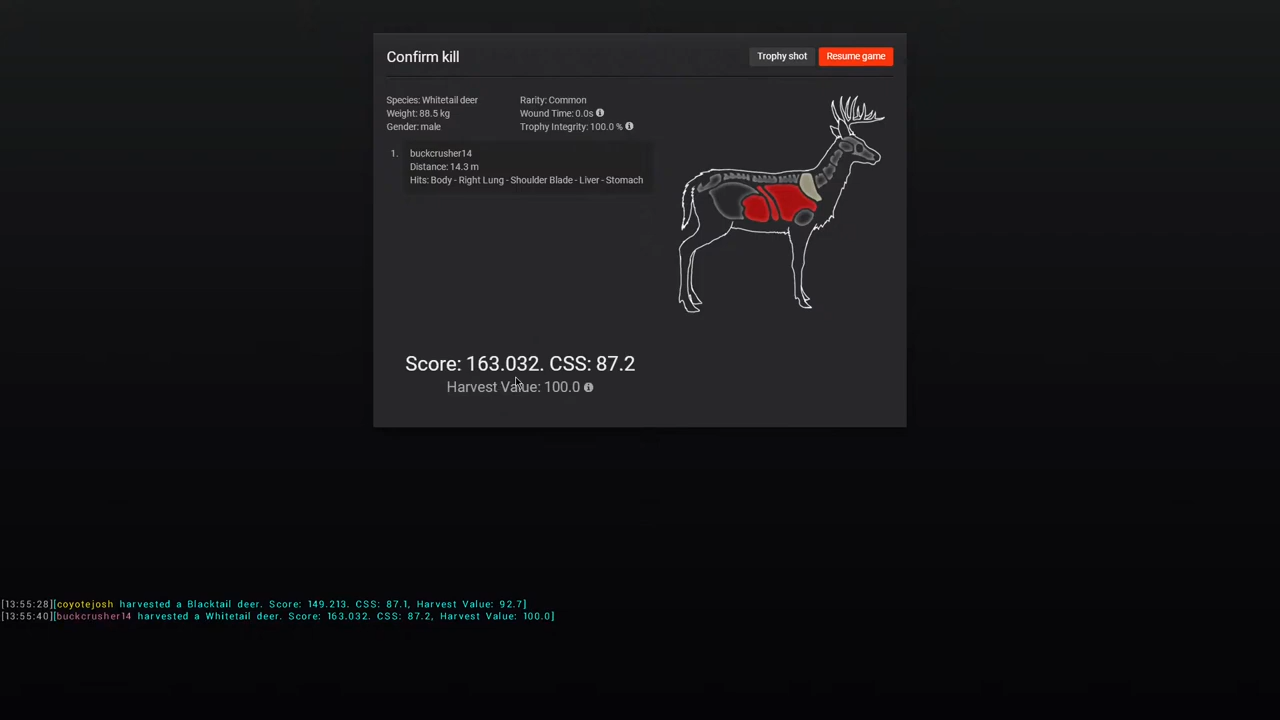 Confirm kill
Trophy shot
Resume game
Species: Whitetail deer
Weight: 88.5 kg
Gender: male
Rarity: Common
Wound Time: 0.0s
Trophy Integrity: 100.0 %
1.
buckcrusher14
Distance: 14.3 m
Hits: Body - Right Lung - Shoulder Blade - Liver - Stomach
Score: 163.032. CSS: 87.2
Harvest Value: 100.0
[13:55:28][coyotejosh harvested a Blacktail deer. Score: 149.213. CSS: 87.1, Harvest Value: 92.7]
[13:55:40][buckcrusher14 harvested a Whitetail deer. Score: 163.032. CSS: 87.2, Harvest Value: 100.0]